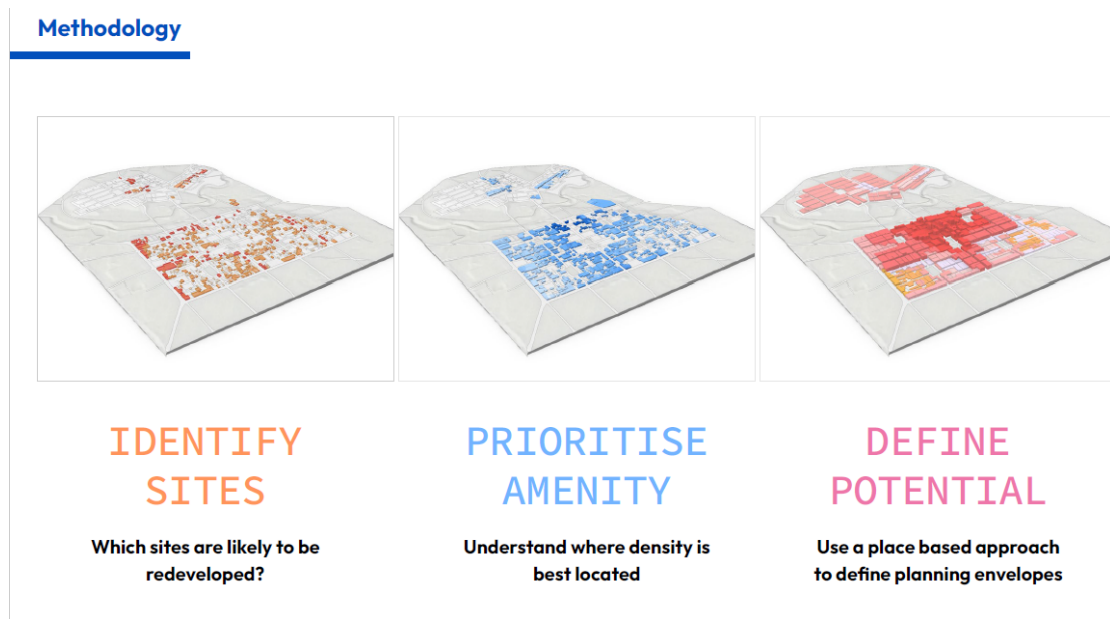 Methodology
IDENTIFY
SITES
Which sites are likely to be
redeveloped?
PRIORITISE
AMENITY
Understand where density is
best located
DEFINE
POTENTIAL
Use a place based approach
to define planning envelopes